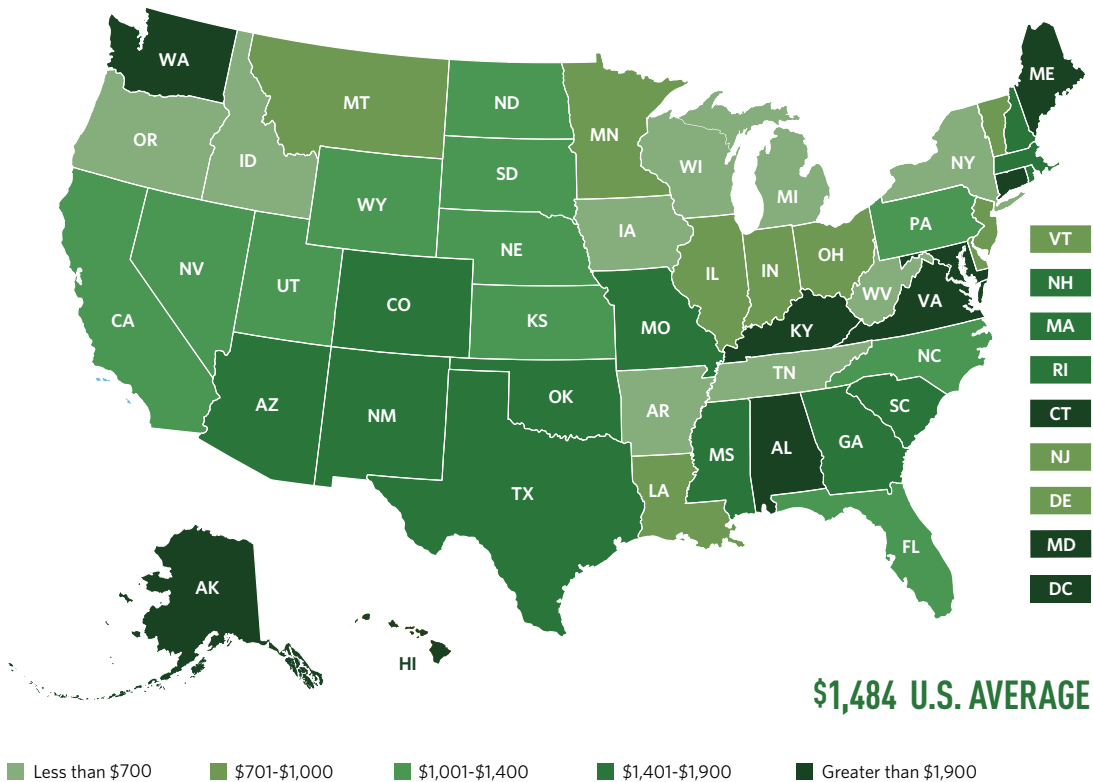 WA
ME
MT
ND
MN
OR
ID
SD
WI
NY
MI
WY
PA
IA
NE
VT
NV
OH
UT
IL
IN
NH
WV
CO
VA
CA
KS
MO
KY
MA
NC
RI
TN
AZ
OK
NM
AR
SC
CT
MS
AL
GA
NJ
LA
TX
DE
FL
MD
AK
DC
HI
$1,484 U.S. AVERAGE
Less than $700
$701-$1,000
$1,001-$1,400
$1,401-$1,900
Greater than $1,900